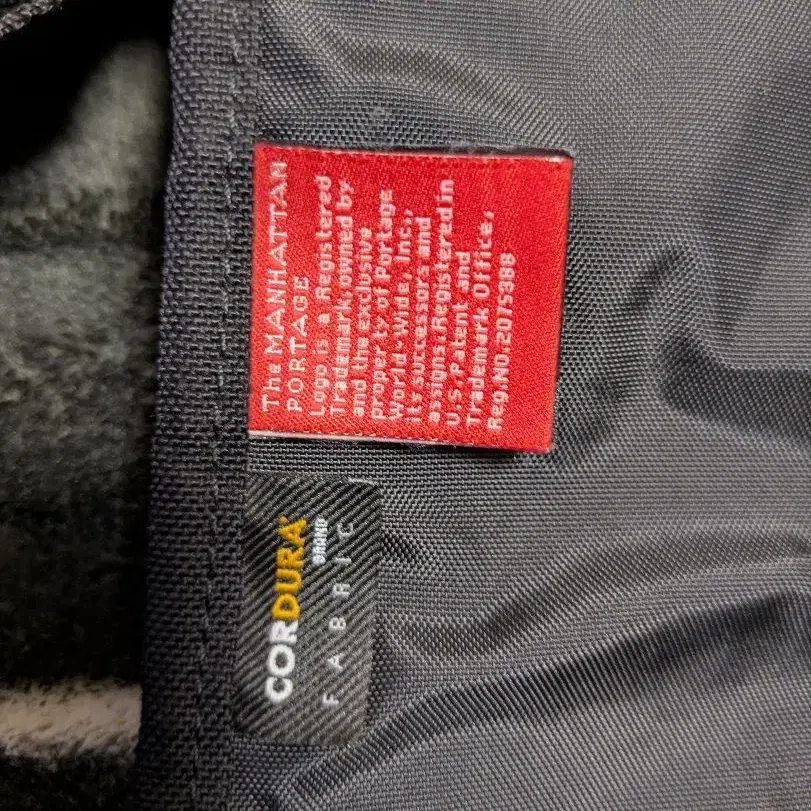 The MANHATTAN
PORTAGE
Logo is a Registered
Trademark, owned by
and the exclusive
property of Portage
World-Wide, Inc.,
its successors and
assigns. Registered in
U.S. Patent and
Trademark Office,
Reg.NO.2075388
CORDURA
BRAND
FABRIC